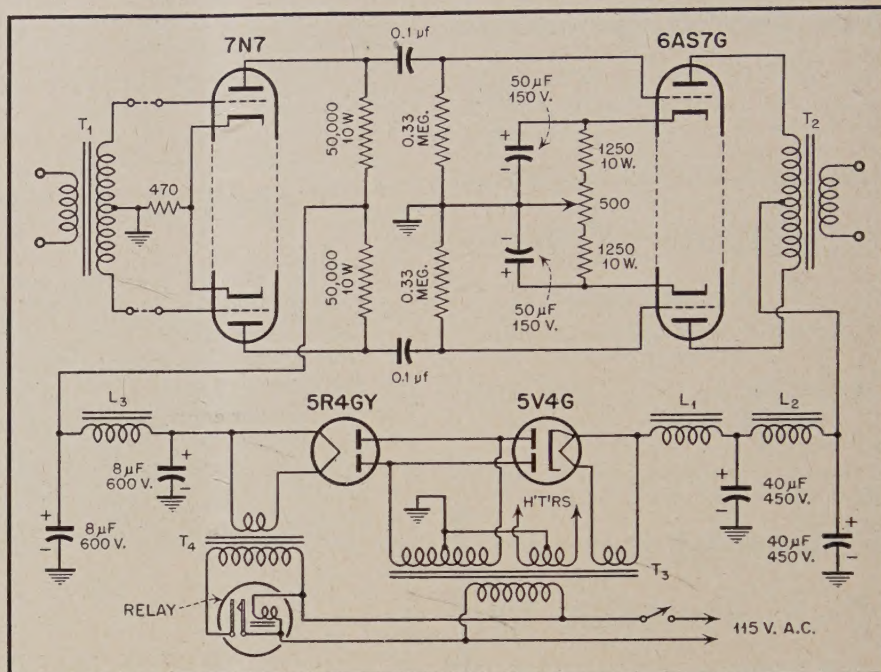 7N7
0.1 µf
6AS7G
50 µF
150 V.
T₁
470
50,000
10 W
0.33
MEG.
1250
10 W.
500
T₂
50,000
10 W
0.33
MEG.
1250
10 W.
50 µF
150 V.
0.1 µf
L₃
5R4GY
5V4G
L₁
L₂
8 µF
600 V.
H'T'RS
40 µF
450 V.
8 µF
600 V.
40 µF
450 V.
T₄
T₃
RELAY
115 V. A.C.